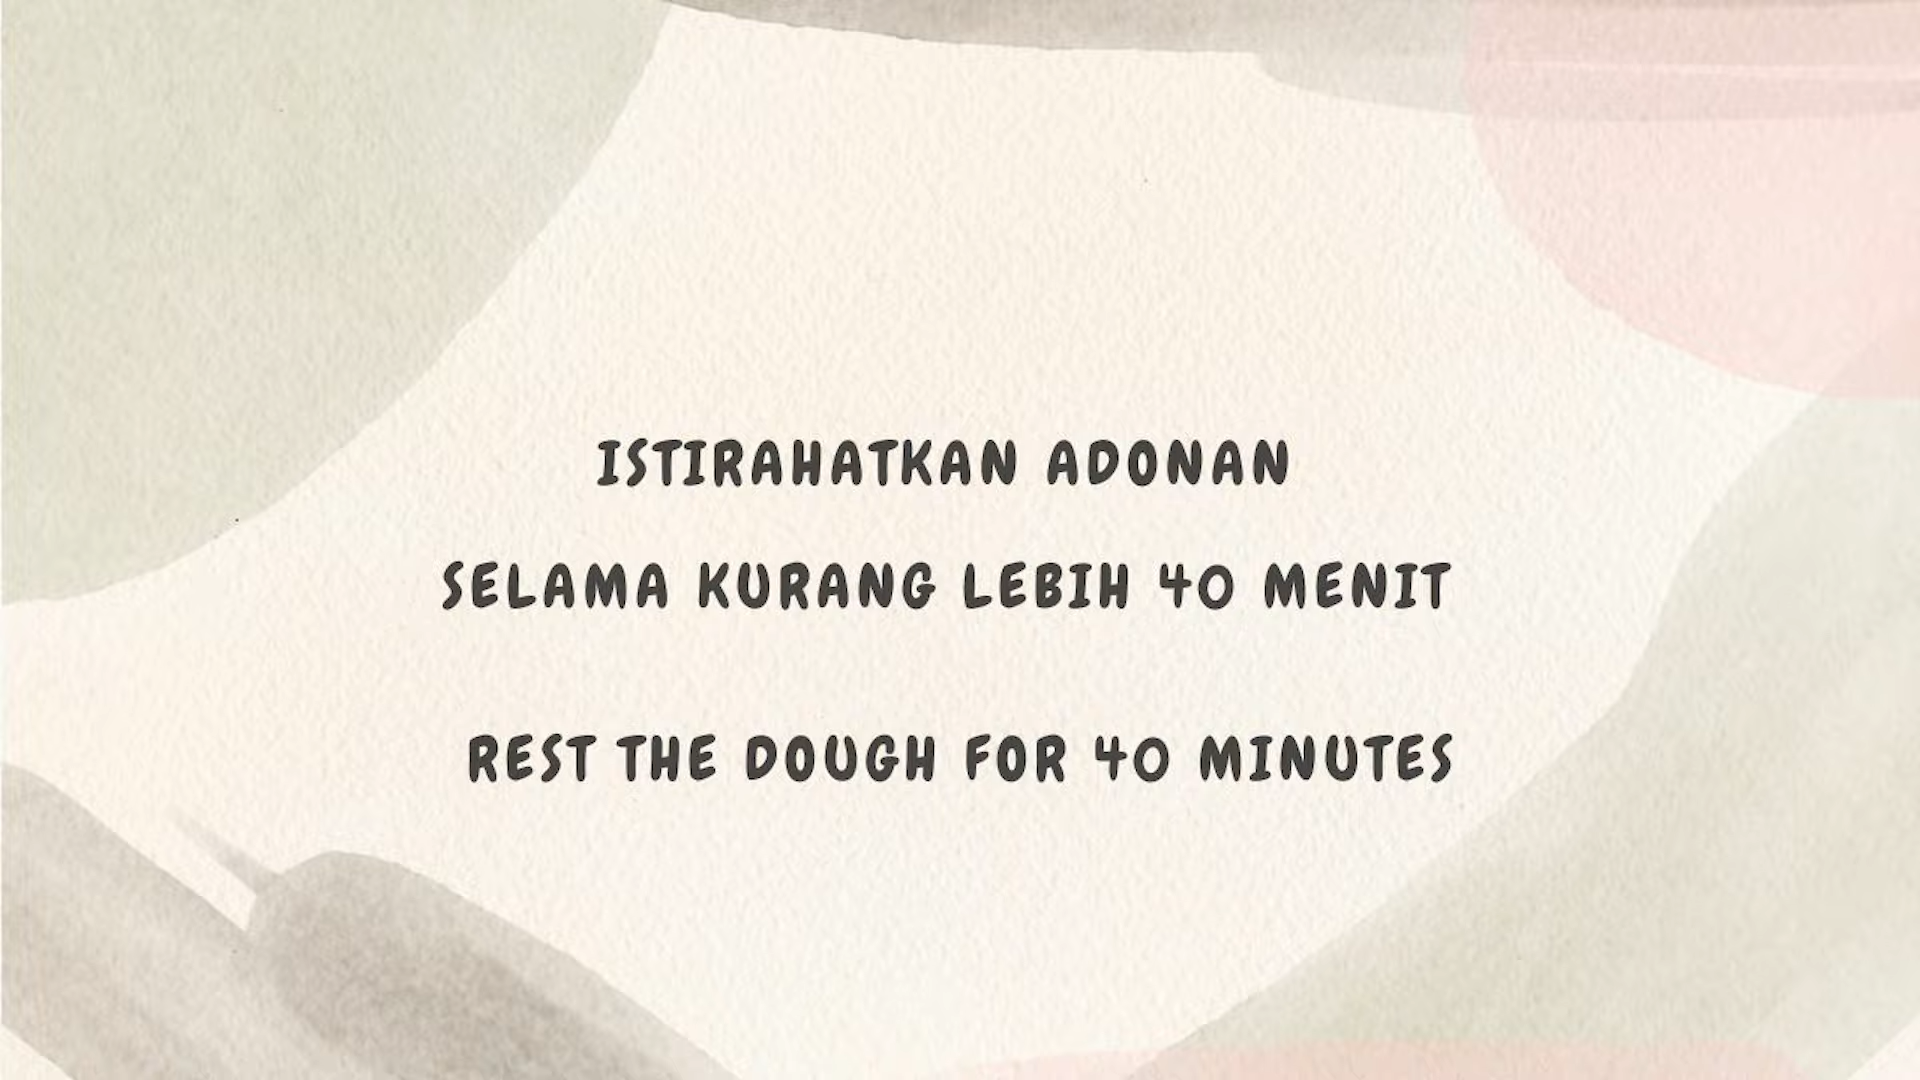 ISTIRAHATKAN ADONAN
SELAMA KURANG LEBIH 40 MENIT
REST THE DOUGH FOR 40 MINUTES